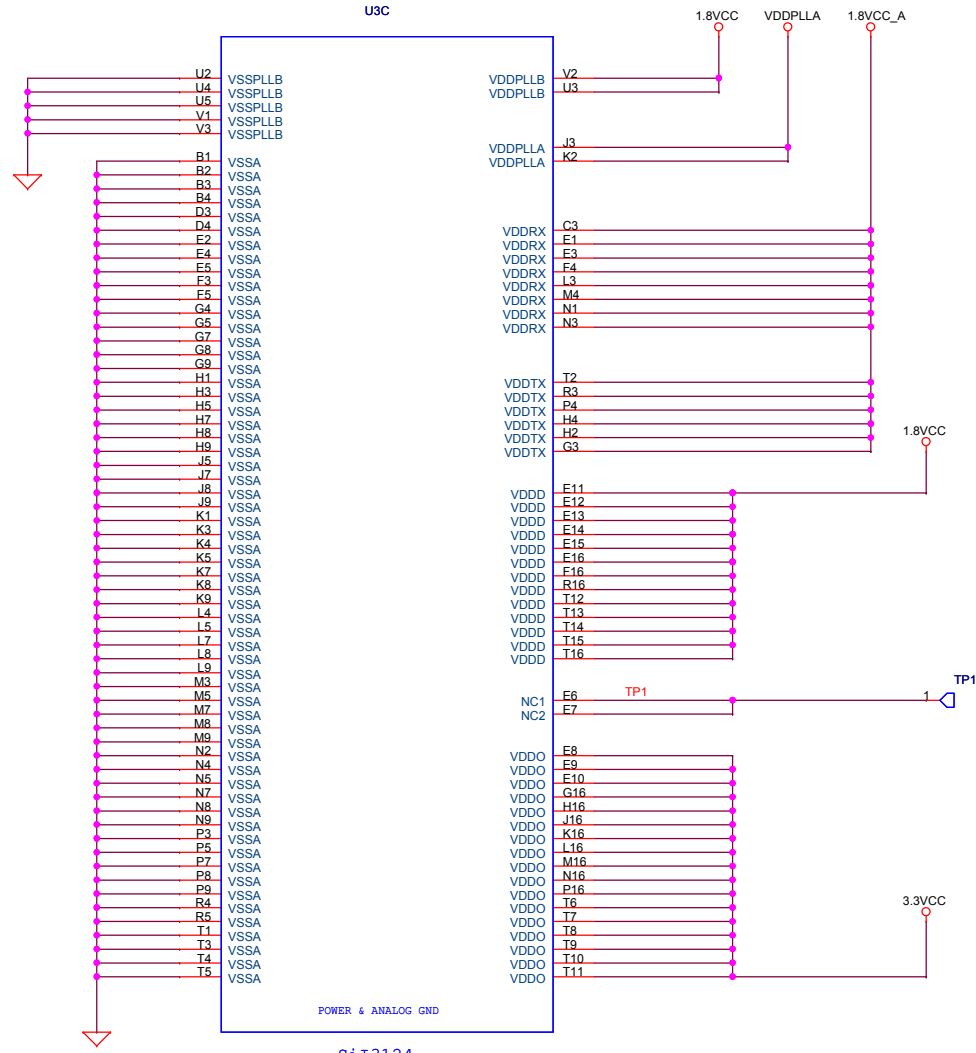 U3C
1.8VCC VDDPLLA 1.8VCC_A
U2 VSSPLLB
U4 VSSPLLB
U5 VSSPLLB
V1 VSSPLLB
V3 VSSPLLB
B1 VSSA
B2 VSSA
B3 VSSA
B4 VSSA
D3 VSSA
D4 VSSA
E2 VSSA
E4 VSSA
E5 VSSA
F3 VSSA
F5 VSSA
G4 VSSA
G5 VSSA
G7 VSSA
G8 VSSA
G9 VSSA
H1 VSSA
H3 VSSA
H5 VSSA
H7 VSSA
H8 VSSA
H9 VSSA
J5 VSSA
J7 VSSA
J8 VSSA
J9 VSSA
K1 VSSA
K3 VSSA
K4 VSSA
K5 VSSA
K7 VSSA
K8 VSSA
K9 VSSA
L4 VSSA
L5 VSSA
L7 VSSA
L8 VSSA
L9 VSSA
M3 VSSA
M5 VSSA
M7 VSSA
M8 VSSA
M9 VSSA
N2 VSSA
N4 VSSA
N5 VSSA
N7 VSSA
N8 VSSA
N9 VSSA
P3 VSSA
P5 VSSA
P7 VSSA
P8 VSSA
P9 VSSA
R4 VSSA
R5 VSSA
T1 VSSA
T3 VSSA
T4 VSSA
T5 VSSA
VDDPLLB V2
VDDPLLB U3
VDDPLLA J3
VDDPLLA K2
VDDRX C3
VDDRX E1
VDDRX E3
VDDRX F4
VDDRX L3
VDDRX M4
VDDRX N1
VDDRX N3
VDDTX T2
VDDTX R3
VDDTX P4
VDDTX H4
VDDTX H2
VDDTX G3
1.8VCC
VDDD E11
VDDD E12
VDDD E13
VDDD E14
VDDD E15
VDDD E16
VDDD F16
VDDD R16
VDDD T12
VDDD T13
VDDD T14
VDDD T15
VDDD T16
TP1
NC1 E6 TP1 1
NC2 E7
VDDO E8
VDDO E9
VDDO E10
VDDO G16
VDDO H16
VDDO J16
VDDO K16
VDDO L16
VDDO M16
VDDO N16
VDDO P16
VDDO T6
VDDO T7
VDDO T8
VDDO T9
VDDO T10
VDDO T11
3.3VCC
POWER & ANALOG GND